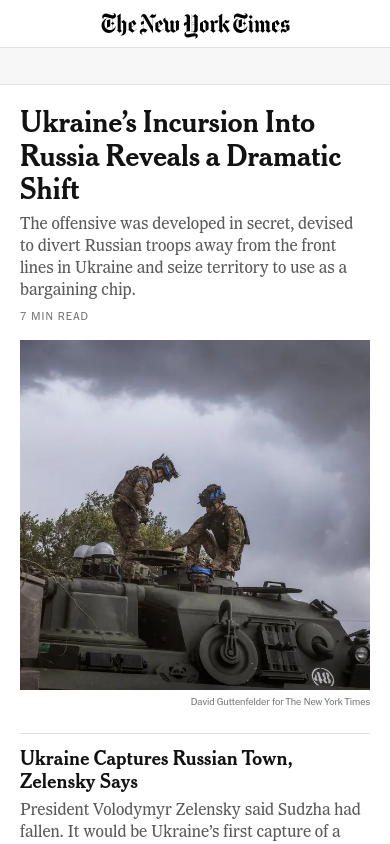 The New York Times
Ukraine’s Incursion Into
Russia Reveals a Dramatic
Shift
The offensive was developed in secret, devised
to divert Russian troops away from the front
lines in Ukraine and seize territory to use as a
bargaining chip.
7 MIN READ
48
David Guttenfelder for The New York Times
Ukraine Captures Russian Town,
Zelensky Says
President Volodymyr Zelensky said Sudzha had
fallen. It would be Ukraine’s first capture of a